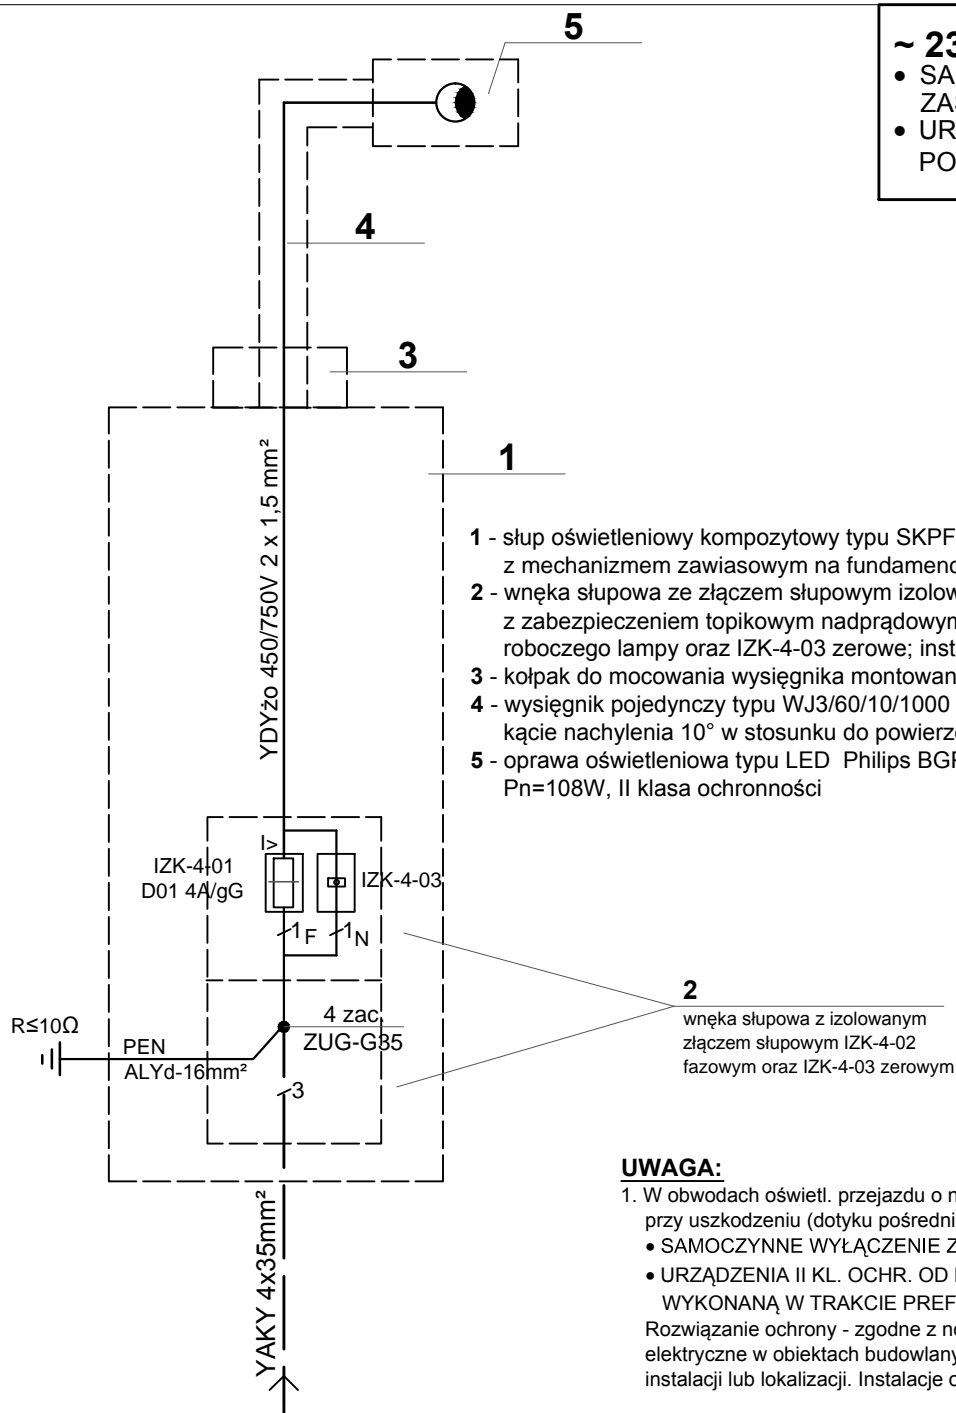 5
~ 23
• SA
ZA
• UR
PO
4
3
1
YDYżo 450/750V 2 x 1,5 mm²
1 - słup oświetleniowy kompozytowy typu SKPF
z mechanizmem zawiasowym na fundamenc
2 - wnęka słupowa ze złączem słupowym izolow
z zabezpieczeniem topikowym nadprądowym
roboczego lampy oraz IZK-4-03 zerowe; inst
3 - kołpak do mocowania wysięgnika montowan
4 - wysięgnik pojedynczy typu WJ3/60/10/1000
kącie nachylenia 10° w stosunku do powierz
5 - oprawa oświetleniowa typu LED Philips BGP
Pn=108W, II klasa ochronności
I>
IZK-4-01
D01 4A/gG
IZK-4-03
1 F
1 N
2
wnęka słupowa z izolowanym
złączem słupowym IZK-4-02
fazowym oraz IZK-4-03 zerowym
4 zac.
ZUG-G35
R≤10Ω
PEN
ALYd-16mm²
3
YAKY 4x35mm²
UWAGA:
1. W obwodach oświetl. przejazdu o n
przy uszkodzeniu (dotyku pośredni
• SAMOCZYNNE WYŁĄCZENIE Z
• URZĄDZENIA II KL. OCHR. OD
WYKONANĄ W TRAKCIE PREF
Rozwiązanie ochrony - zgodne z no
elektryczne w obiektach budowlany
instalacji lub lokalizacji. Instalacje o